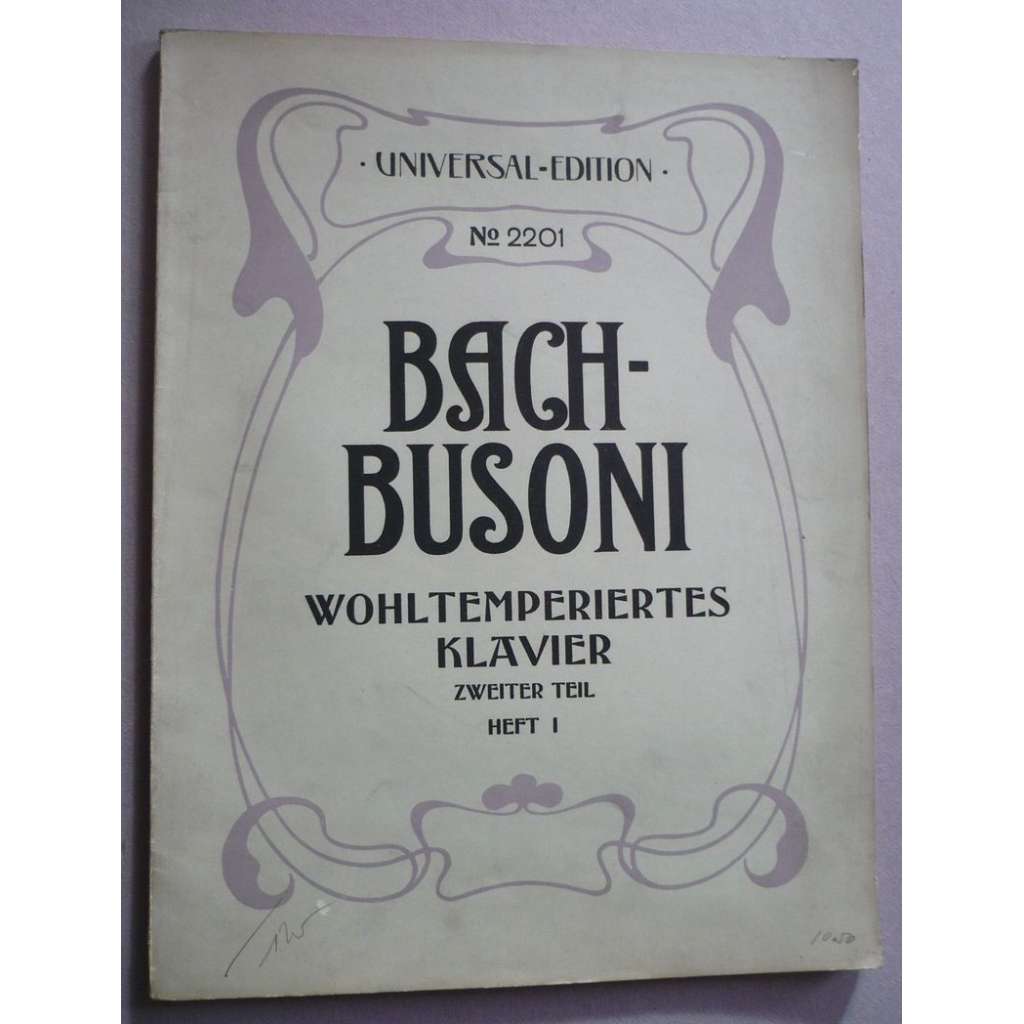 · UNIVERSAL-EDITION ·
No 2201
BACH-
BUSONI
WOHLTEMPERIERTES
KLAVIER
ZWEITER TEIL
HEFT I